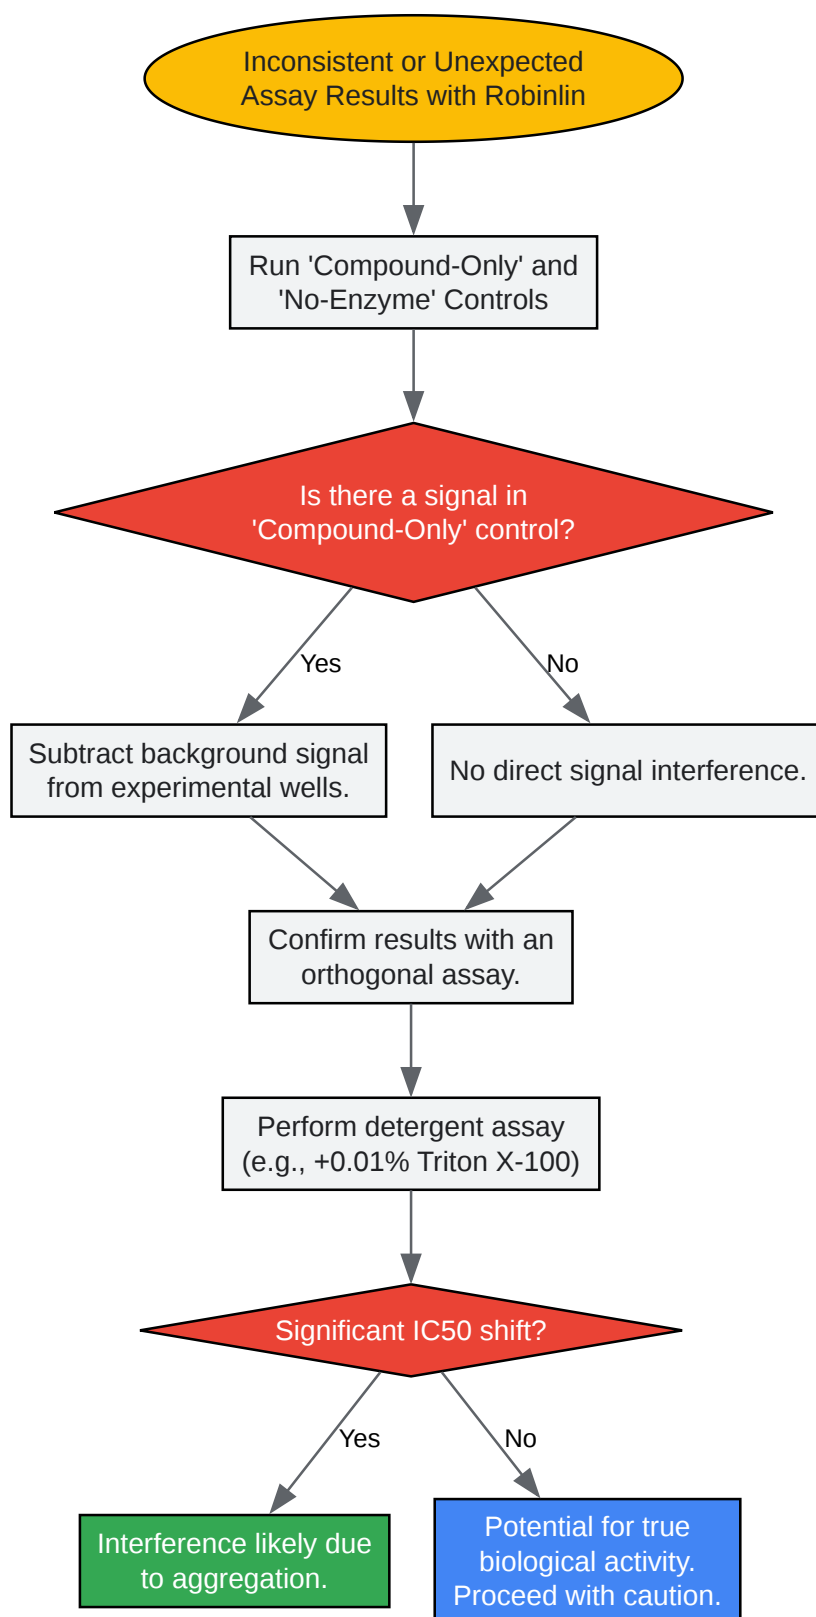 Inconsistent or Unexpected
Assay Results with Robinlin
Run 'Compound-Only' and
'No-Enzyme' Controls
Is there a signal in
'Compound-Only' control?
Yes
No
Subtract background signal
from experimental wells.
No direct signal interference.
Confirm results with an
orthogonal assay.
Perform detergent assay
(e.g., +0.01% Triton X-100)
Significant IC50 shift?
Yes
No
Interference likely due
to aggregation.
Potential for true
biological activity.
Proceed with caution.